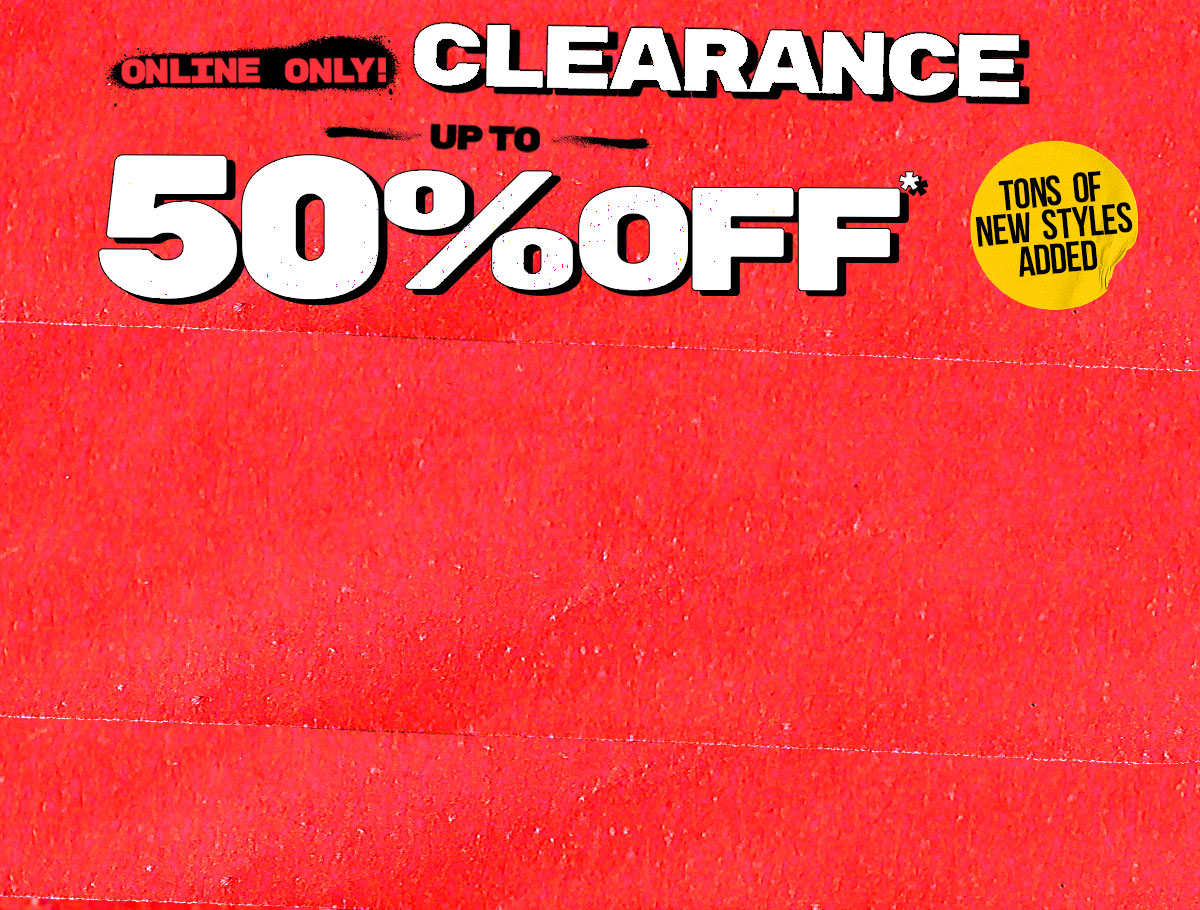 ONLINE ONLY! CLEARANCE
UP TO
50% OFF*
TONS OF
NEW STYLES
ADDED